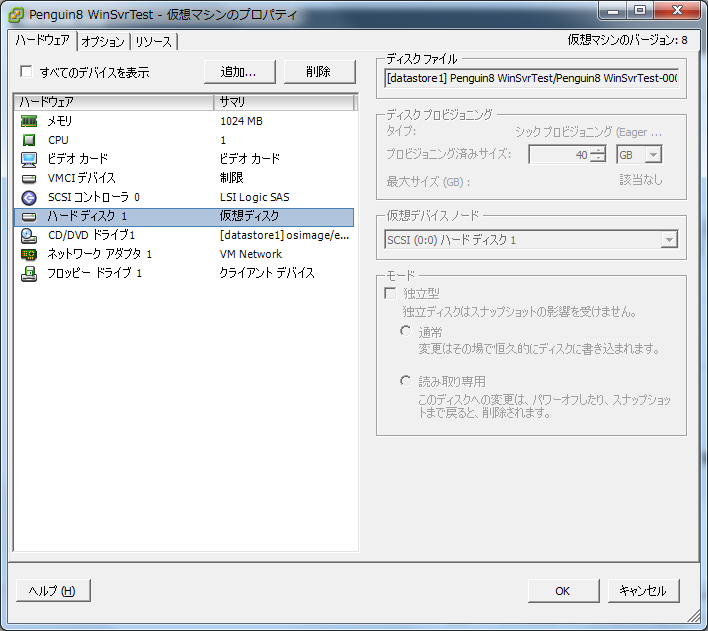 Penguin8 WinSvrTest - 仮想マシンのプロパティ
ハードウェア オプション リソース
仮想マシンのバージョン: 8
すべてのデバイスを表示
追加...
削除
ハードウェア サマリ
メモリ 1024 MB
CPU 1
ビデオ カード ビデオ カード
VMCI デバイス 制限
SCSI コントローラ 0 LSI Logic SAS
ハード ディスク 1 仮想ディスク
CD/DVD ドライブ1 [datastore1] osimage/e...
ネットワーク アダプタ 1 VM Network
フロッピー ドライブ 1 クライアント デバイス
ディスク ファイル
[datastore1] Penguin8 WinSvrTest/Penguin8 WinSvrTest-000
ディスク プロビジョニング
タイプ: シック プロビジョニング (Eager ...
プロビジョニング済みサイズ: 40 GB
最大サイズ (GB) : 該当なし
仮想デバイス ノード
SCSI (0:0) ハード ディスク 1
モード
独立型
独立ディスクはスナップショットの影響を受けません。
通常
変更はその場で恒久的にディスクに書き込まれます。
読み取り専用
このディスクへの変更は、パワーオフしたり、スナップショッ
トまで戻ると、削除されます。
ヘルプ (H)
OK
キャンセル